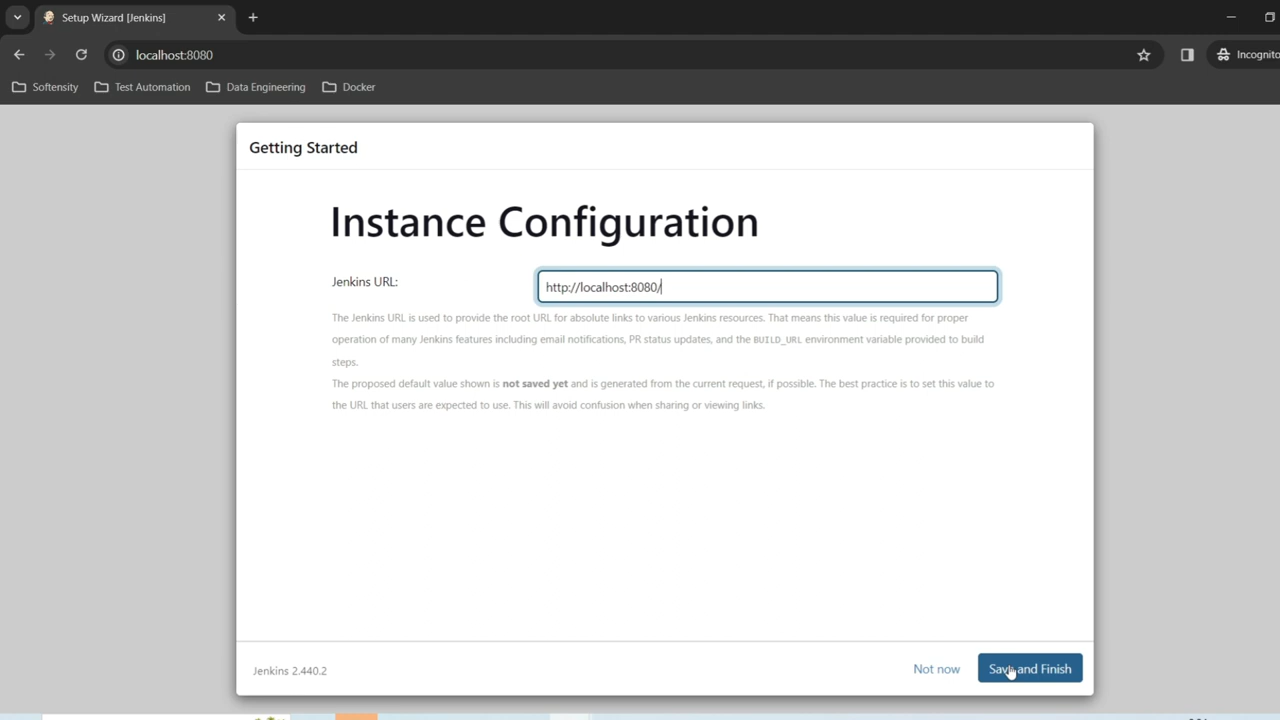 Setup Wizard [Jenkins]
localhost:8080
Incognito
Softensity
Test Automation
Data Engineering
Docker
Getting Started
Instance Configuration
Jenkins URL:
http://localhost:8080/
The Jenkins URL is used to provide the root URL for absolute links to various Jenkins resources. That means this value is required for proper
operation of many Jenkins features including email notifications, PR status updates, and the BUILD_URL environment variable provided to build
steps.
The proposed default value shown is not saved yet and is generated from the current request, if possible. The best practice is to set this value to
the URL that users are expected to use. This will avoid confusion when sharing or viewing links.
Jenkins 2.440.2
Not now
Save and Finish